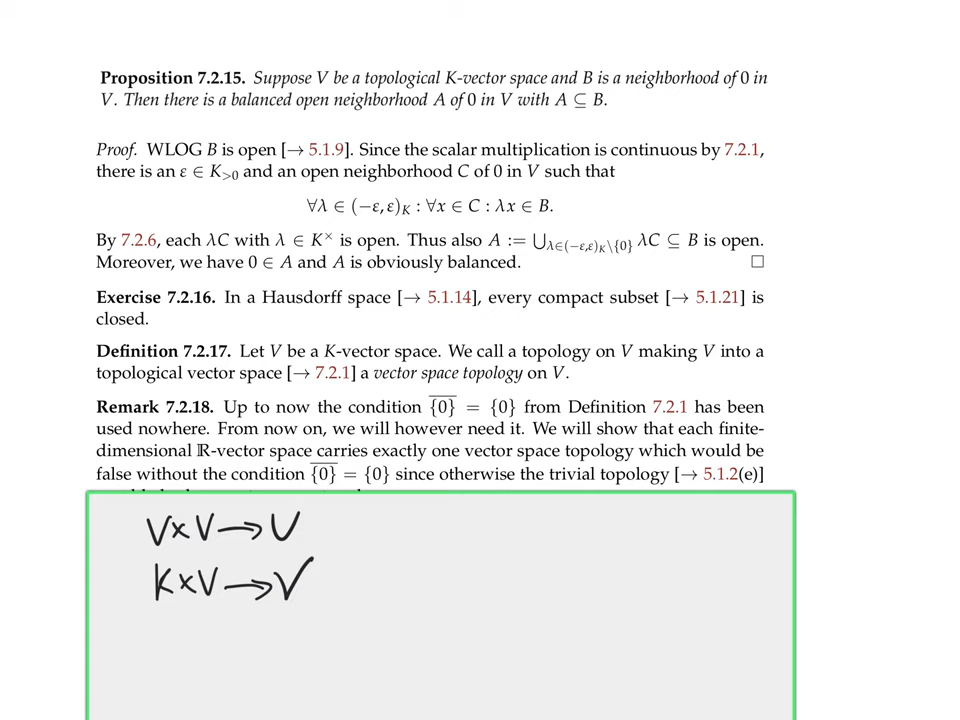 Proposition 7.2.15. Suppose V be a topological K-vector space and B is a neighborhood of 0 in
V. Then there is a balanced open neighborhood A of 0 in V with A ⊆ B.
Proof. WLOG B is open [→ 5.1.9]. Since the scalar multiplication is continuous by 7.2.1,
there is an ε ∈ K_{>0} and an open neighborhood C of 0 in V such that
∀λ ∈ (−ε, ε)_K : ∀x ∈ C : λx ∈ B.
By 7.2.6, each λC with λ ∈ K^× is open. Thus also A := ⋃_{λ∈(−ε,ε)_K\{0}} λC ⊆ B is open.
Moreover, we have 0 ∈ A and A is obviously balanced. □
Exercise 7.2.16. In a Hausdorff space [→ 5.1.14], every compact subset [→ 5.1.21] is
closed.
Definition 7.2.17. Let V be a K-vector space. We call a topology on V making V into a
topological vector space [→ 7.2.1] a vector space topology on V.
Remark 7.2.18. Up to now the condition \overline{{0}} = {0} from Definition 7.2.1 has been
used nowhere. From now on, we will however need it. We will show that each finite-
dimensional ℝ-vector space carries exactly one vector space topology which would be
false without the condition \overline{{0}} = {0} since otherwise the trivial topology [→ 5.1.2(e)]
V×V→V
K×V→V